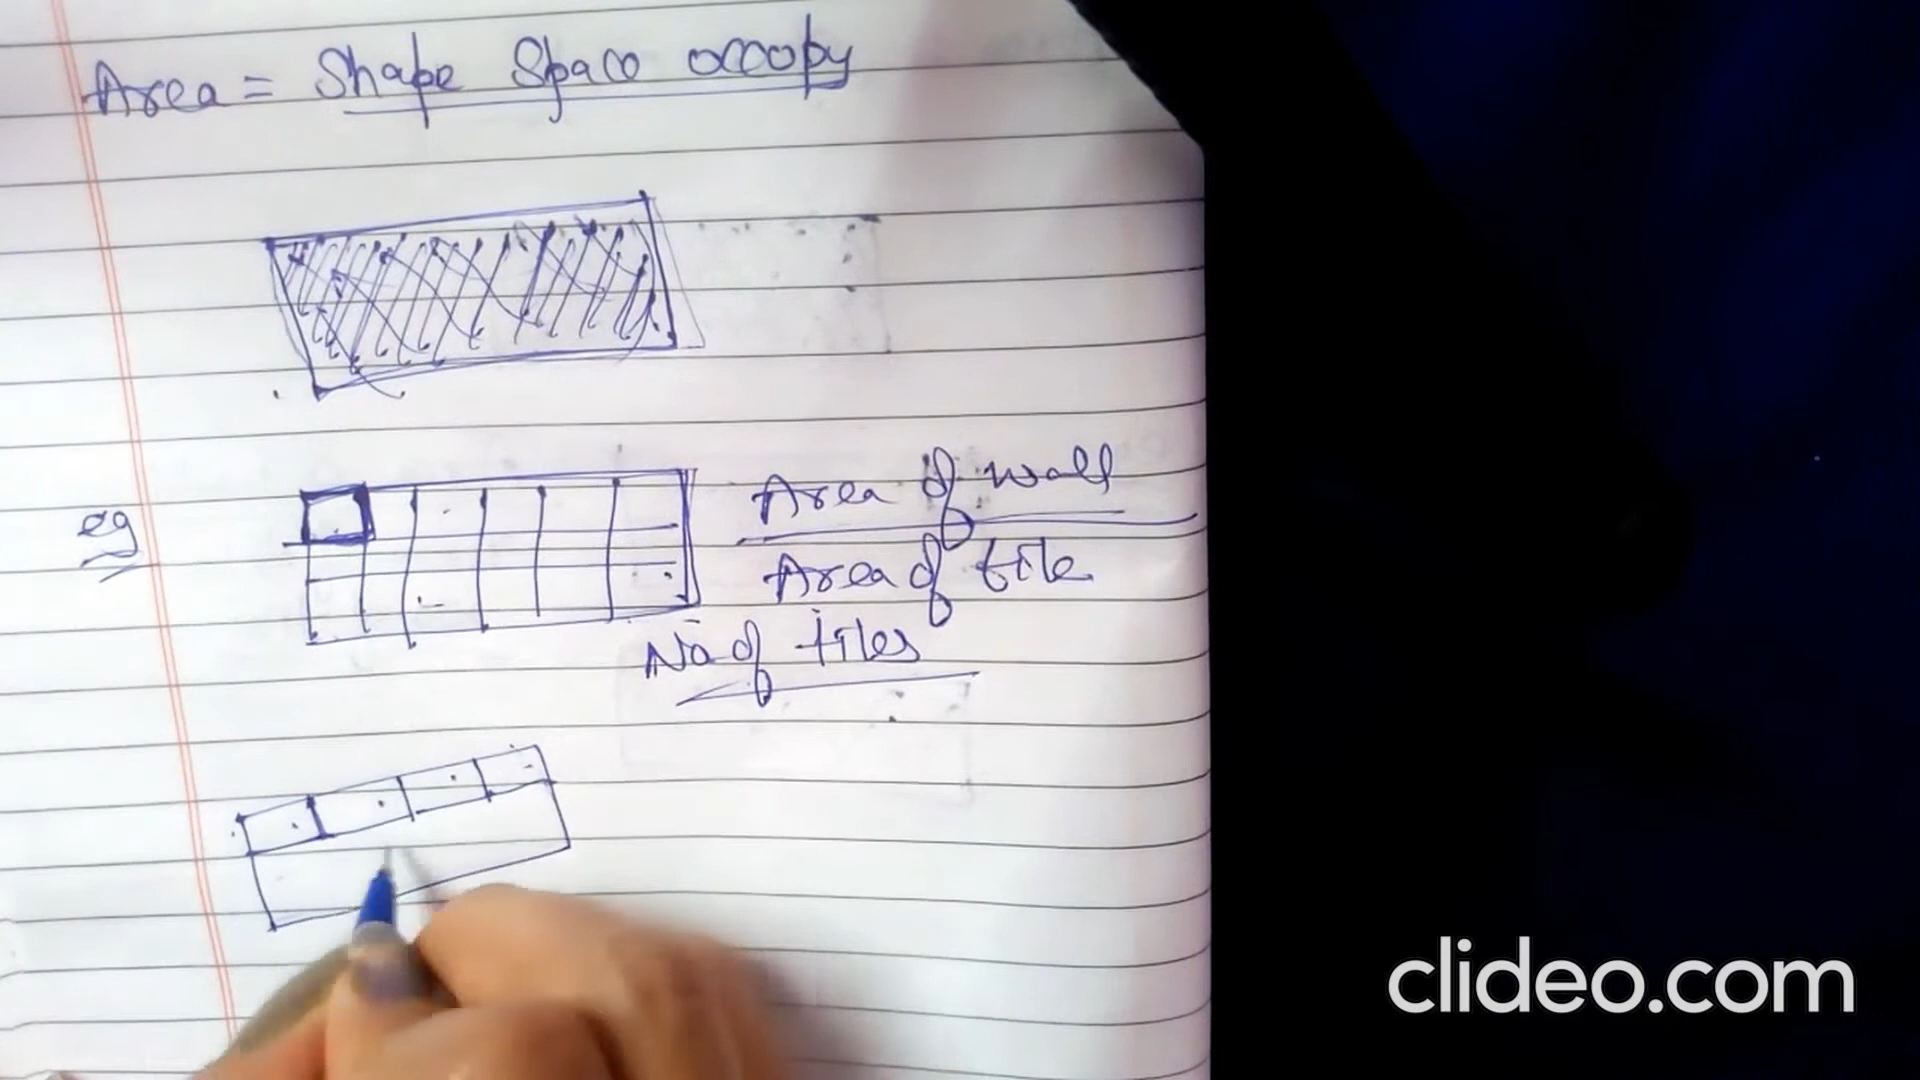 Area = Shape Space occupy
eg
Area of wall
Area of tile
No of tiles
clideo.com